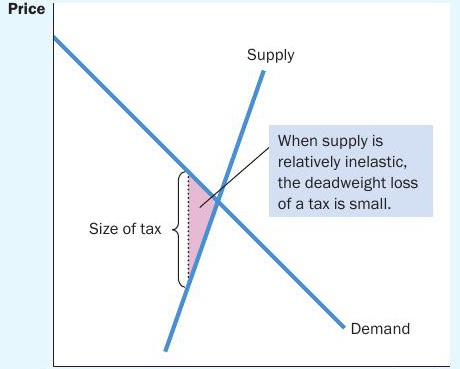 Price
Supply
When supply is
relatively inelastic,
the deadweight loss
of a tax is small.
Size of tax
Demand